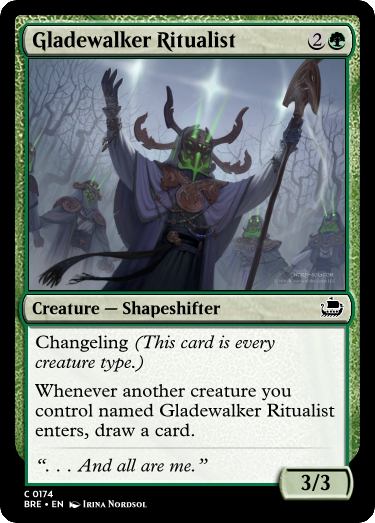 Gladewalker Ritualist 2
Creature — Shapeshifter
Changeling (This card is every
creature type.)
Whenever another creature you
control named Gladewalker Ritualist
enters, draw a card.
“. . . And all are me.”
3/3
C 0174
BRE • EN Irina Nordsol